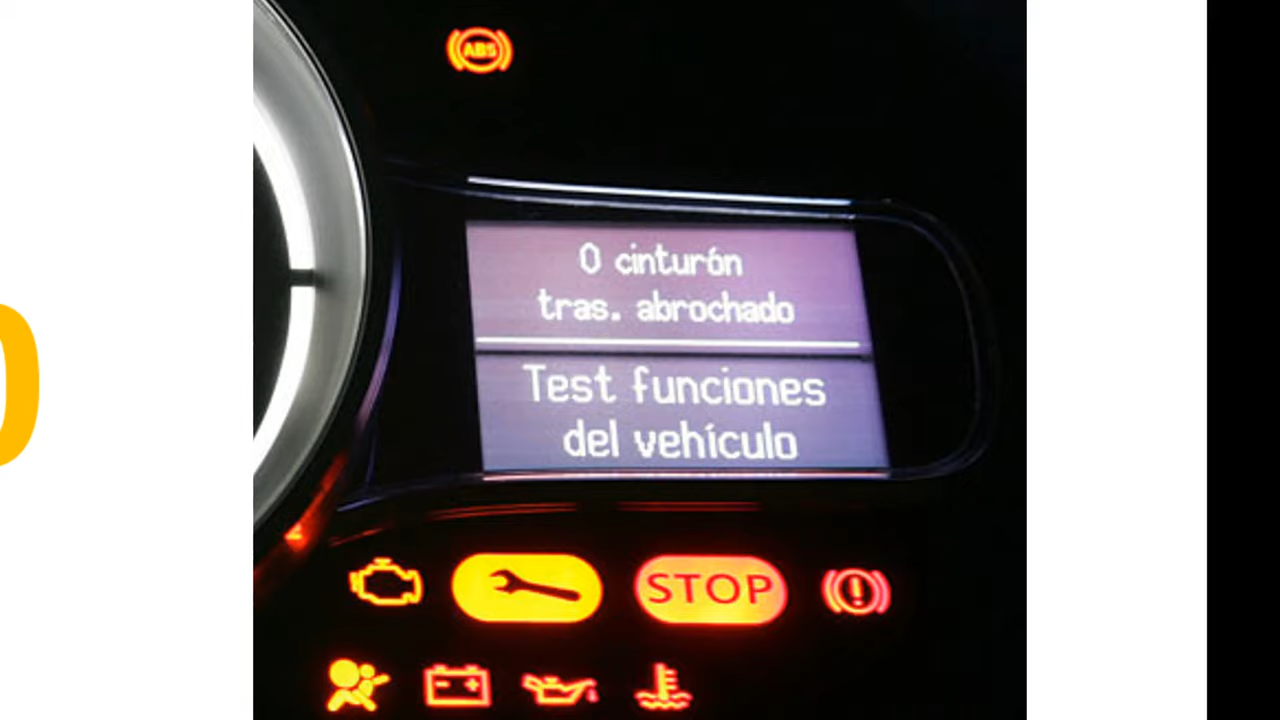 ABS
0 cinturón
tras. abrochado
Test funciones
del vehículo
STOP